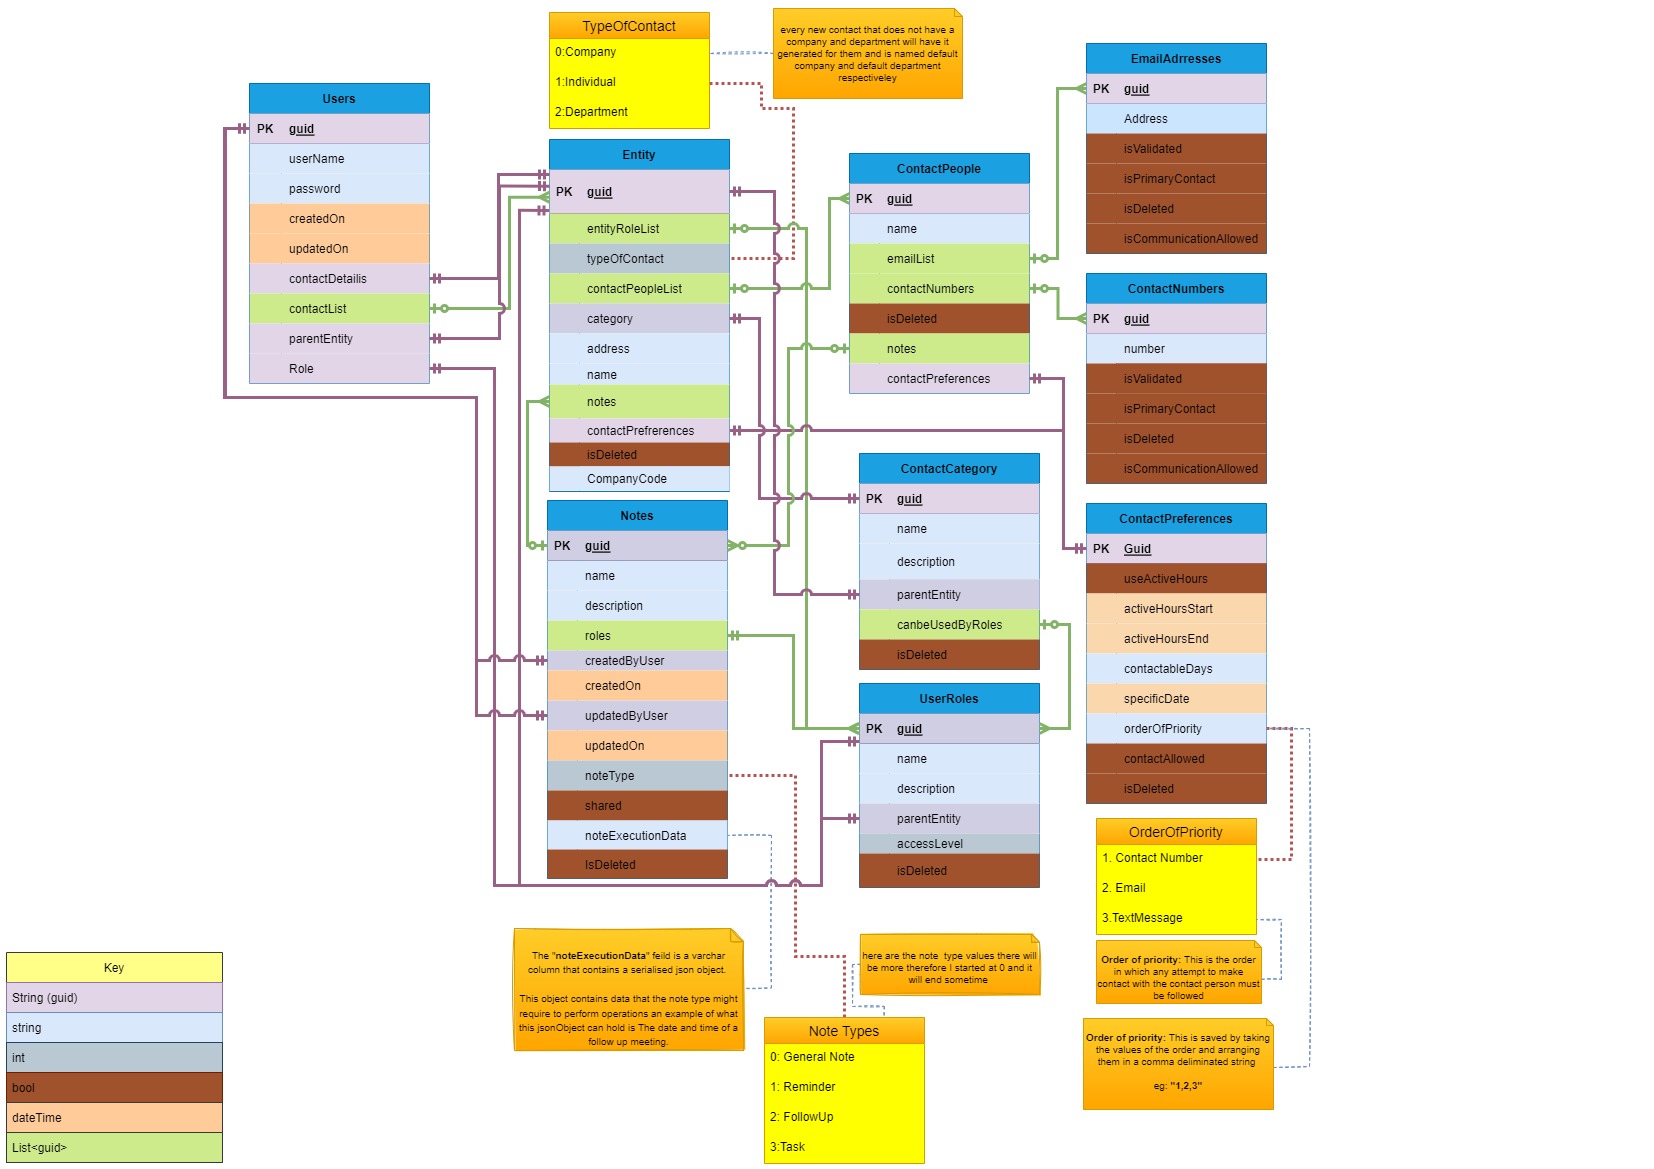 TypeOfContact
0:Company
1:Individual
2:Department
every new contact that does not have a
company and department will have it
generated for them and is named default
company and default department
respectiveley
Users
PK guid
userName
password
createdOn
updatedOn
contactDetailis
contactList
parentEntity
Role
Entity
PK guid
entityRoleList
typeOfContact
contactPeopleList
category
address
name
notes
contactPrefrerences
isDeleted
CompanyCode
ContactPeople
PK guid
name
emailList
contactNumbers
isDeleted
notes
contactPreferences
EmailAdrresses
PK guid
Address
isValidated
isPrimaryContact
isDeleted
isCommunicationAllowed
ContactNumbers
PK guid
number
isValidated
isPrimaryContact
isDeleted
isCommunicationAllowed
Notes
PK guid
name
description
roles
createdByUser
createdOn
updatedByUser
updatedOn
noteType
shared
noteExecutionData
IsDeleted
ContactCategory
PK guid
name
description
parentEntity
canbeUsedByRoles
isDeleted
UserRoles
PK guid
name
description
parentEntity
accessLevel
isDeleted
ContactPreferences
PK Guid
useActiveHours
activeHoursStart
activeHoursEnd
contactableDays
specificDate
orderOfPriority
contactAllowed
isDeleted
OrderOfPriority
1. Contact Number
2. Email
3.TextMessage
Order of priority: This is the order
in which any attempt to make
contact with the contact person must
be followed
Order of priority: This is saved by taking
the values of the order and arranging
them in a comma deliminated string
eg: "1,2,3"
The "noteExecutionData" feild is a varchar
column that contains a serialised json object.
This object contains data that the note type might
require to perform operations an example of what
this jsonObject can hold is The date and time of a
follow up meeting.
here are the note type values there will
be more therefore I started at 0 and it
will end sometime
Note Types
0: General Note
1: Reminder
2: FollowUp
3:Task
Key
String (guid)
string
int
bool
dateTime
List<guid>